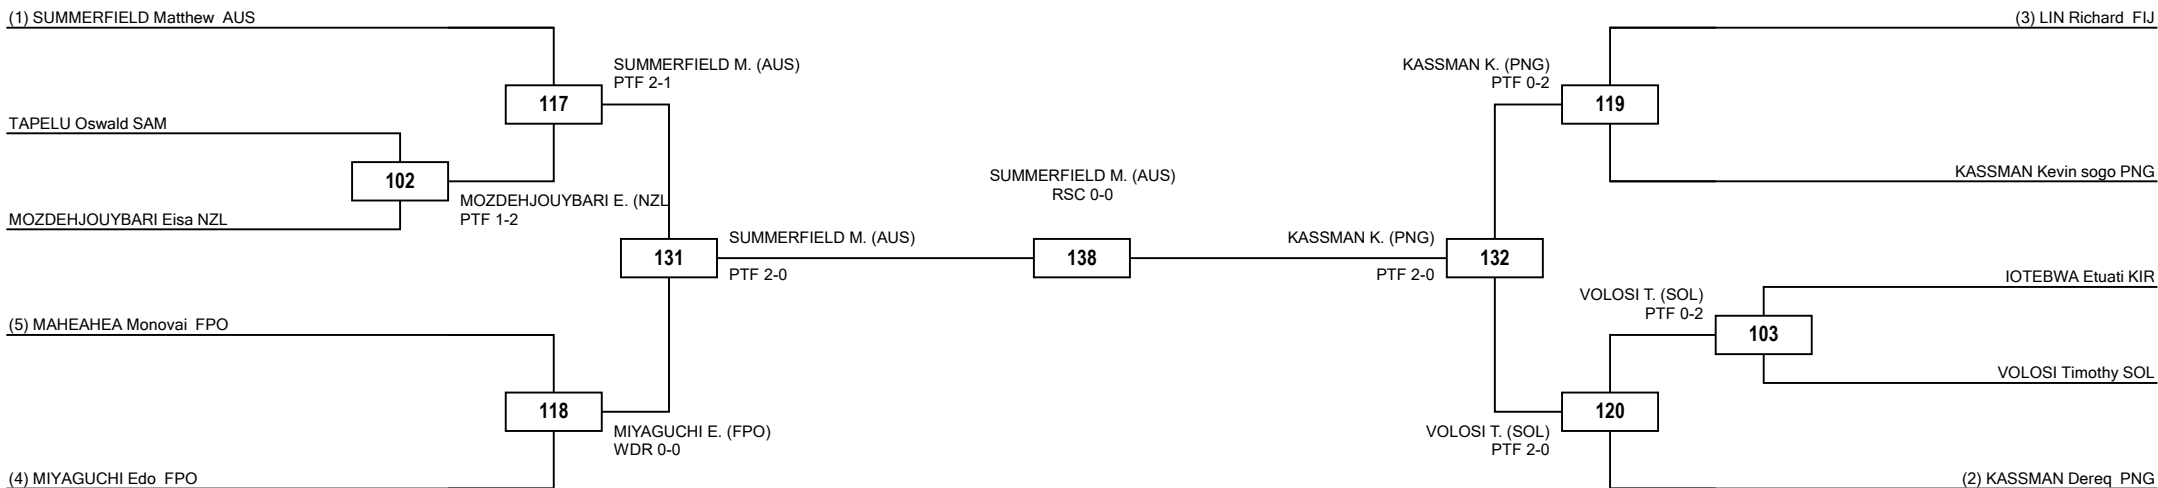 (1) SUMMERFIELD Matthew AUS
SUMMERFIELD M. (AUS)
PTF 2-1
117
TAPELU Oswald SAM
102
MOZDEHJOUYBARI E. (NZL
PTF 1-2
MOZDEHJOUYBARI Eisa NZL
131
SUMMERFIELD M. (AUS)
PTF 2-0
(5) MAHEAHEA Monovai FPO
118
MIYAGUCHI E. (FPO)
WDR 0-0
(4) MIYAGUCHI Edo FPO
SUMMERFIELD M. (AUS)
RSC 0-0
138
(3) LIN Richard FIJ
KASSMAN K. (PNG)
PTF 0-2
119
KASSMAN Kevin sogo PNG
KASSMAN K. (PNG)
PTF 2-0
132
IOTEBWA Etuati KIR
VOLOSI T. (SOL)
PTF 0-2
103
VOLOSI Timothy SOL
120
VOLOSI T. (SOL)
PTF 2-0
(2) KASSMAN Dereq PNG